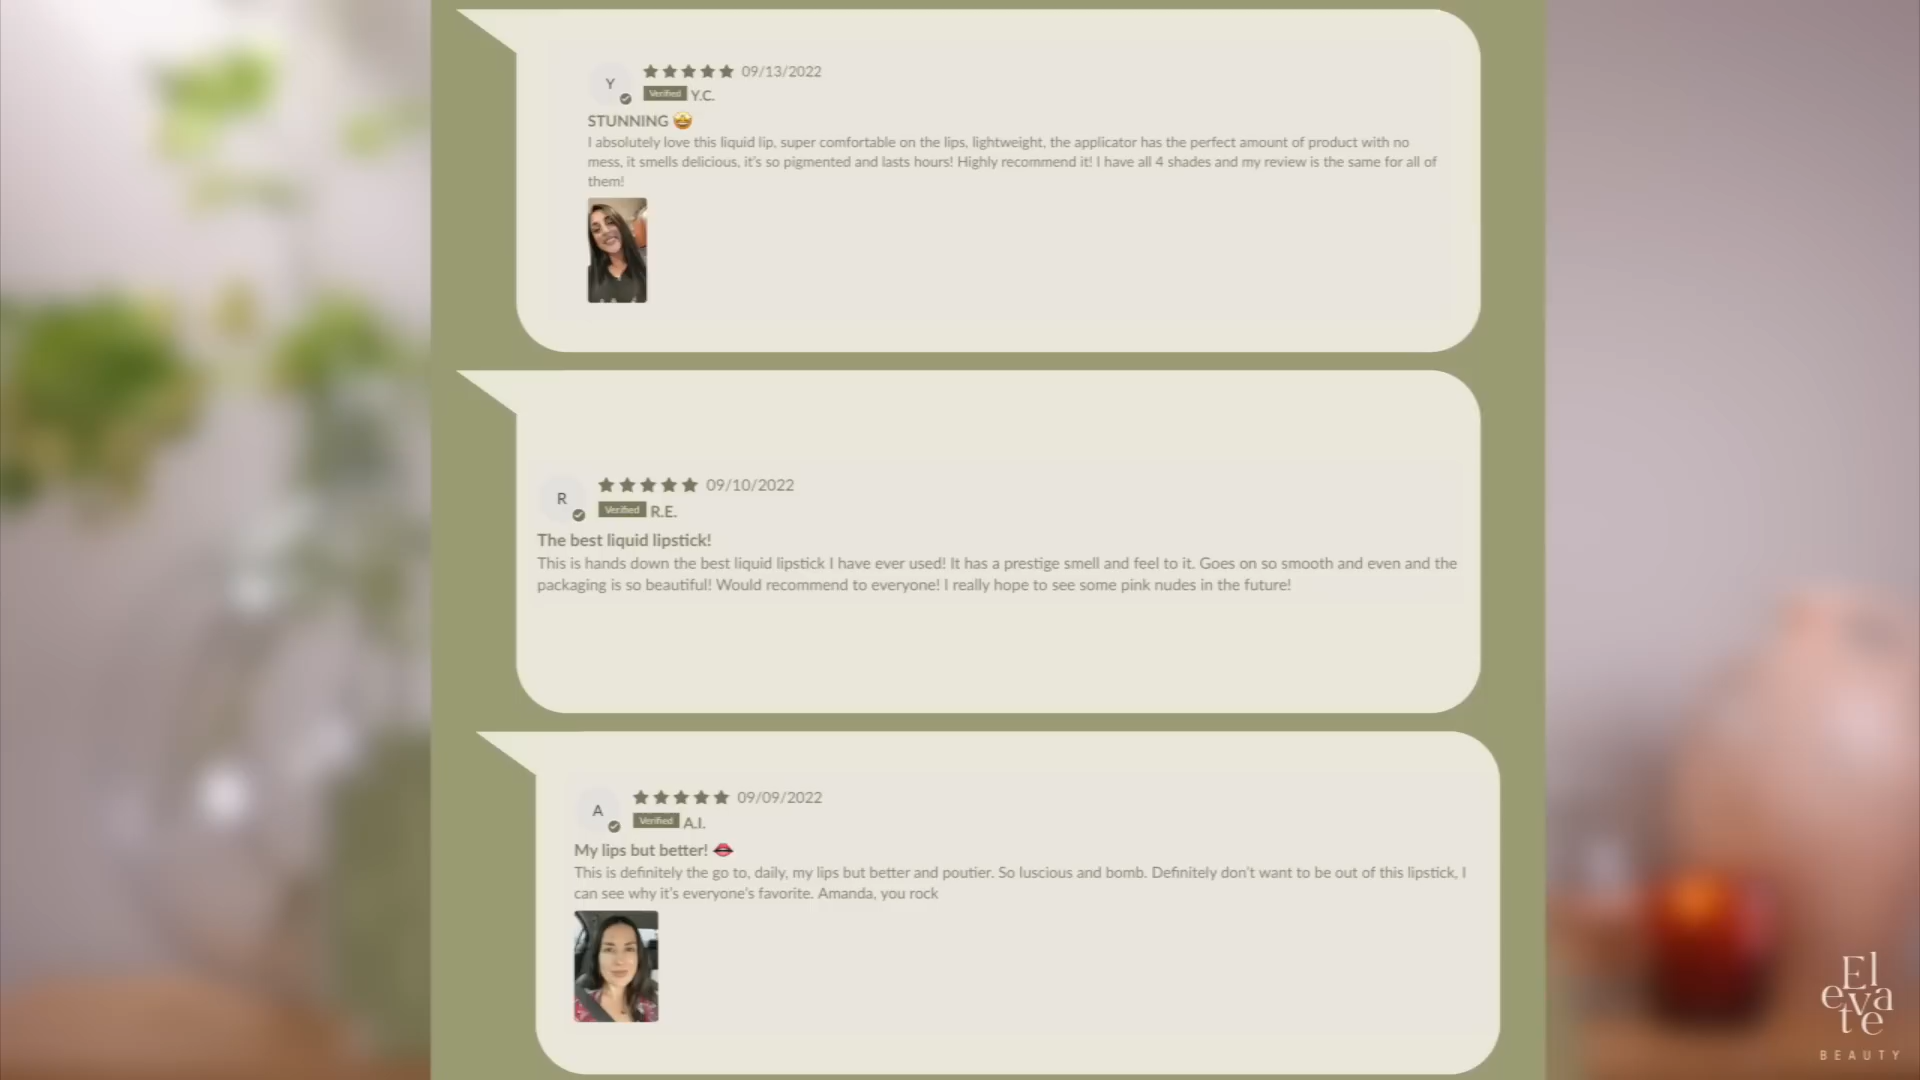 Y
09/13/2022
Verified Y.C.
STUNNING 🤩
I absolutely love this liquid lip, super comfortable on the lips, lightweight, the applicator has the perfect amount of product with no
mess, it smells delicious, it's so pigmented and lasts hours! Highly recommend it! I have all 4 shades and my review is the same for all of
them!
R
09/10/2022
Verified R.E.
The best liquid lipstick!
This is hands down the best liquid lipstick I have ever used! It has a prestige smell and feel to it. Goes on so smooth and even and the
packaging is so beautiful! Would recommend to everyone! I really hope to see some pink nudes in the future!
A
09/09/2022
Verified A.I.
My lips but better! 👄
This is definitely the go to, daily, my lips but better and poutier. So luscious and bomb. Definitely don't want to be out of this lipstick, I
can see why it's everyone's favorite. Amanda, you rock
El
eva
te
BEAUTY